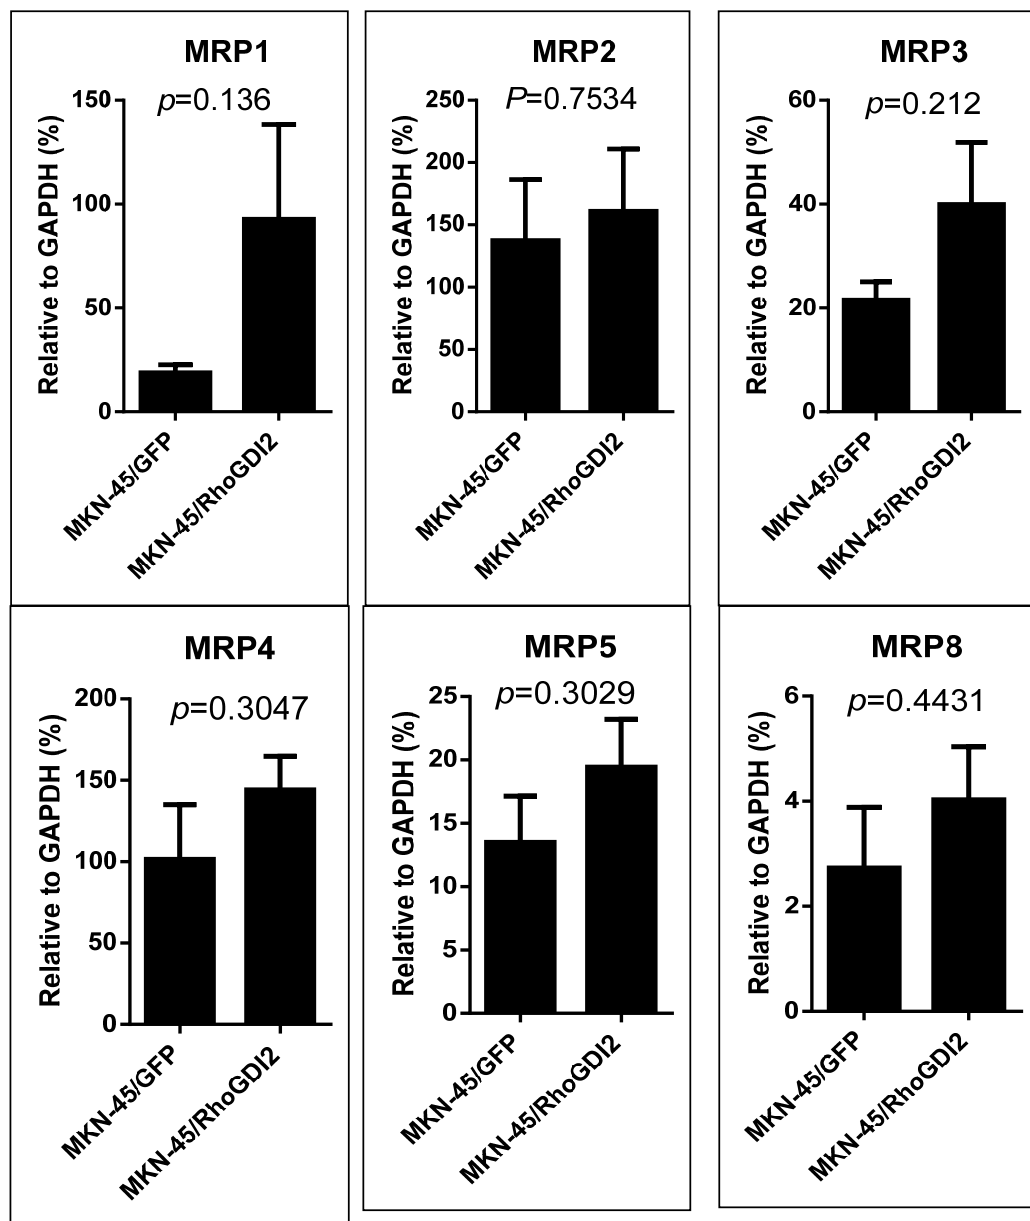 MRP1
p=0.136
Relative to GAPDH (%)
150
100
50
0
MKN-45/GFP
MKN-45/RhoGDI2
MRP2
P=0.7534
Relative to GAPDH (%)
250
200
150
100
50
0
MKN-45/GFP
MKN-45/RhoGDI2
MRP3
p=0.212
Relative to GAPDH (%)
60
40
20
0
MKN-45/GFP
MKN-45/RhoGDI2
MRP4
p=0.3047
Relative to GAPDH (%)
200
150
100
50
0
MKN-45/GFP
MKN-45/RhoGDI2
MRP5
p=0.3029
Relative to GAPDH (%)
25
20
15
10
5
0
MKN-45/GFP
MKN-45/RhoGDI2
MRP8
p=0.4431
Relative to GAPDH (%)
6
4
2
0
MKN-45/GFP
MKN-45/RhoGDI2